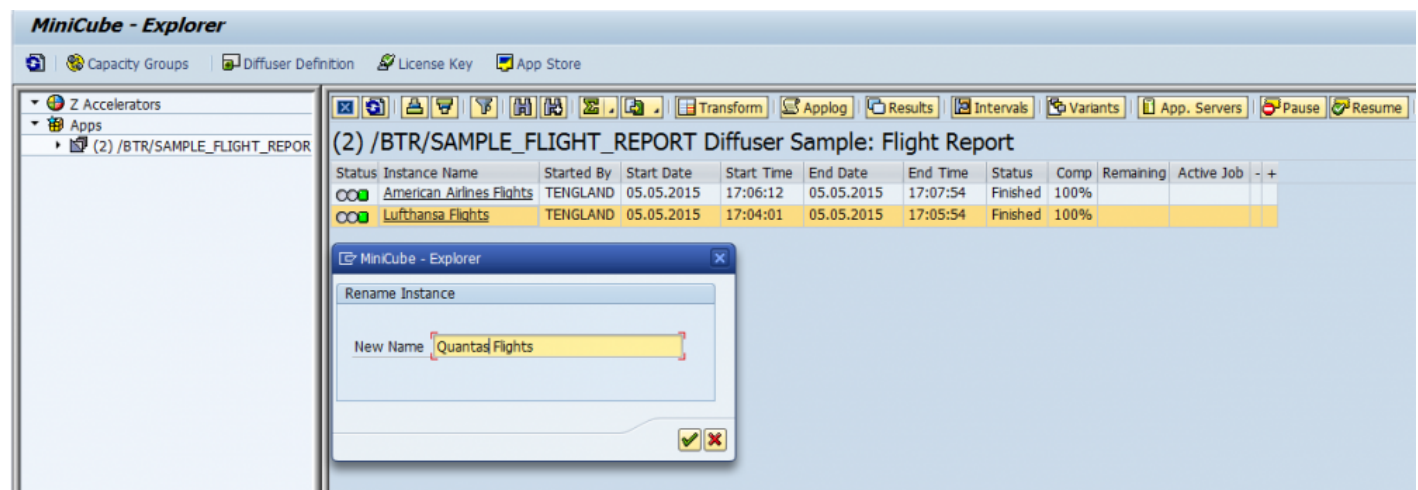 MiniCube - Explorer
Capacity Groups Diffuser Definition License Key App Store
Z Accelerators
Apps
(2) /BTR/SAMPLE_FLIGHT_REPOR
Transform Applog Results Intervals Variants App. Servers Pause Resume
(2) /BTR/SAMPLE_FLIGHT_REPORT Diffuser Sample: Flight Report
Status Instance Name Started By Start Date Start Time End Date End Time Status Comp Remaining Active Job - +
American Airlines Flights TENGLAND 05.05.2015 17:06:12 05.05.2015 17:07:54 Finished 100%
Lufthansa Flights TENGLAND 05.05.2015 17:04:01 05.05.2015 17:05:54 Finished 100%
MiniCube - Explorer
Rename Instance
New Name Quantas Flights